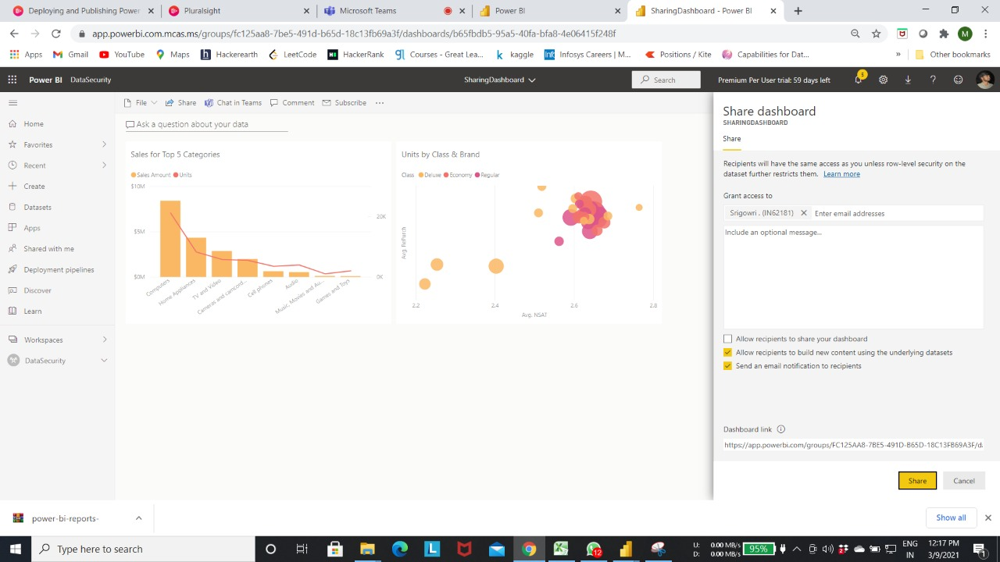 Deploying and Publishing Power
Pluralsight
Microsoft Teams
Power BI
SharingDashboard - Power BI
app.powerbi.com.mcas.ms/groups/fc125aa8-7be5-491d-b65d-18c13fb69a3f/dashboards/b65fbdb5-95a5-40fa-bfa8-4e06415f248f
M
Apps
Gmail
YouTube
Maps
Hackerearth
LeetCode
HackerRank
Courses - Great Lea...
kaggle
Infosys Careers | M...
Positions / Kite
Capabilities for Dat...
»
Other bookmarks
Power BI
DataSecurity
SharingDashboard
Search
Premium Per User trial: 59 days left
5
File
Share
Chat in Teams
Comment
Subscribe
Ask a question about your data
Home
Favorites
Recent
Create
Datasets
Apps
Shared with me
Deployment pipelines
Discover
Learn
Workspaces
DataSecurity
Sales for Top 5 Categories
Sales Amount Units
$10M
$5M
$0M
20K
0K
Computers
Home Appliances
TV and Video
Cameras and camcord...
Cell phones
Audio
Music, Movies and Au...
Games and Toys
Units by Class & Brand
Class Deluxe Economy Regular
Avg. RePurch
2.2 2.4 2.6 2.8
Avg. NSAT
Share dashboard
SHARINGDASHBOARD
Share
Recipients will have the same access as you unless row-level security on the
dataset further restricts them. Learn more
Grant access to
Srigowri . (IN62181)
Enter email addresses
Include an optional message...
Allow recipients to share your dashboard
Allow recipients to build new content using the underlying datasets
Send an email notification to recipients
Dashboard link
https://app.powerbi.com/groups/FC125AA8-7BE5-491D-B65D-18C13FB69A3F/da
Share
Cancel
power-bi-reports-
Show all
Type here to search
12
U: 0.00 MB/s
D: 0.00 MB/s
95%
2
ENG
IN
12:17 PM
3/9/2021
1